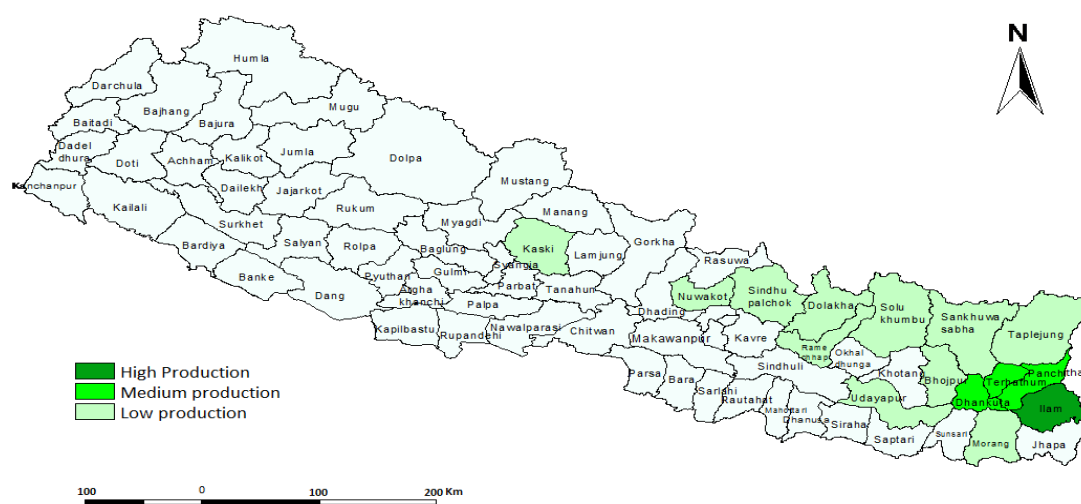 N
Humla
Darchula
Mugu
Bajhang
Baitadi
Bajura
Dadel
dhura
Doti
Achham
Kalikot
Jumla
Dolpa
Kanchanpur
Dailekh
Jajarkot
Mustang
Kailali
Rukum
Manang
Surkhet
Myagdi
Gorkha
Bardiya
Salyan
Rolpa
Baglung
Kaski
Lamjung
Rasuwa
Syangja
Banke
Pyuthan
Gulmi
Argha
khanchi
Parbat
Tanahun
Nuwakot
Sindhu
palchok
Dolakha
Solu
khumbu
Sankhuwa
sabha
Taplejung
Dang
Palpa
Dhading
Kapilbastu
Rupandehi
Nawalparasi
Chitwan
Makawanpur
Kavre
Rame
chhap
Okhal
dhunga
Khotang
Sindhuli
Bhojpur
Terhathum
Panchthar
Parsa
Bara
Sarlahi
Rautahat
Mahottari
Dhanusa
Siraha
Udayapur
Dhankuta
Ilam
Saptari
Sunsari
Morang
Jhapa
High Production
Medium production
Low production
100 0 100 200 Km